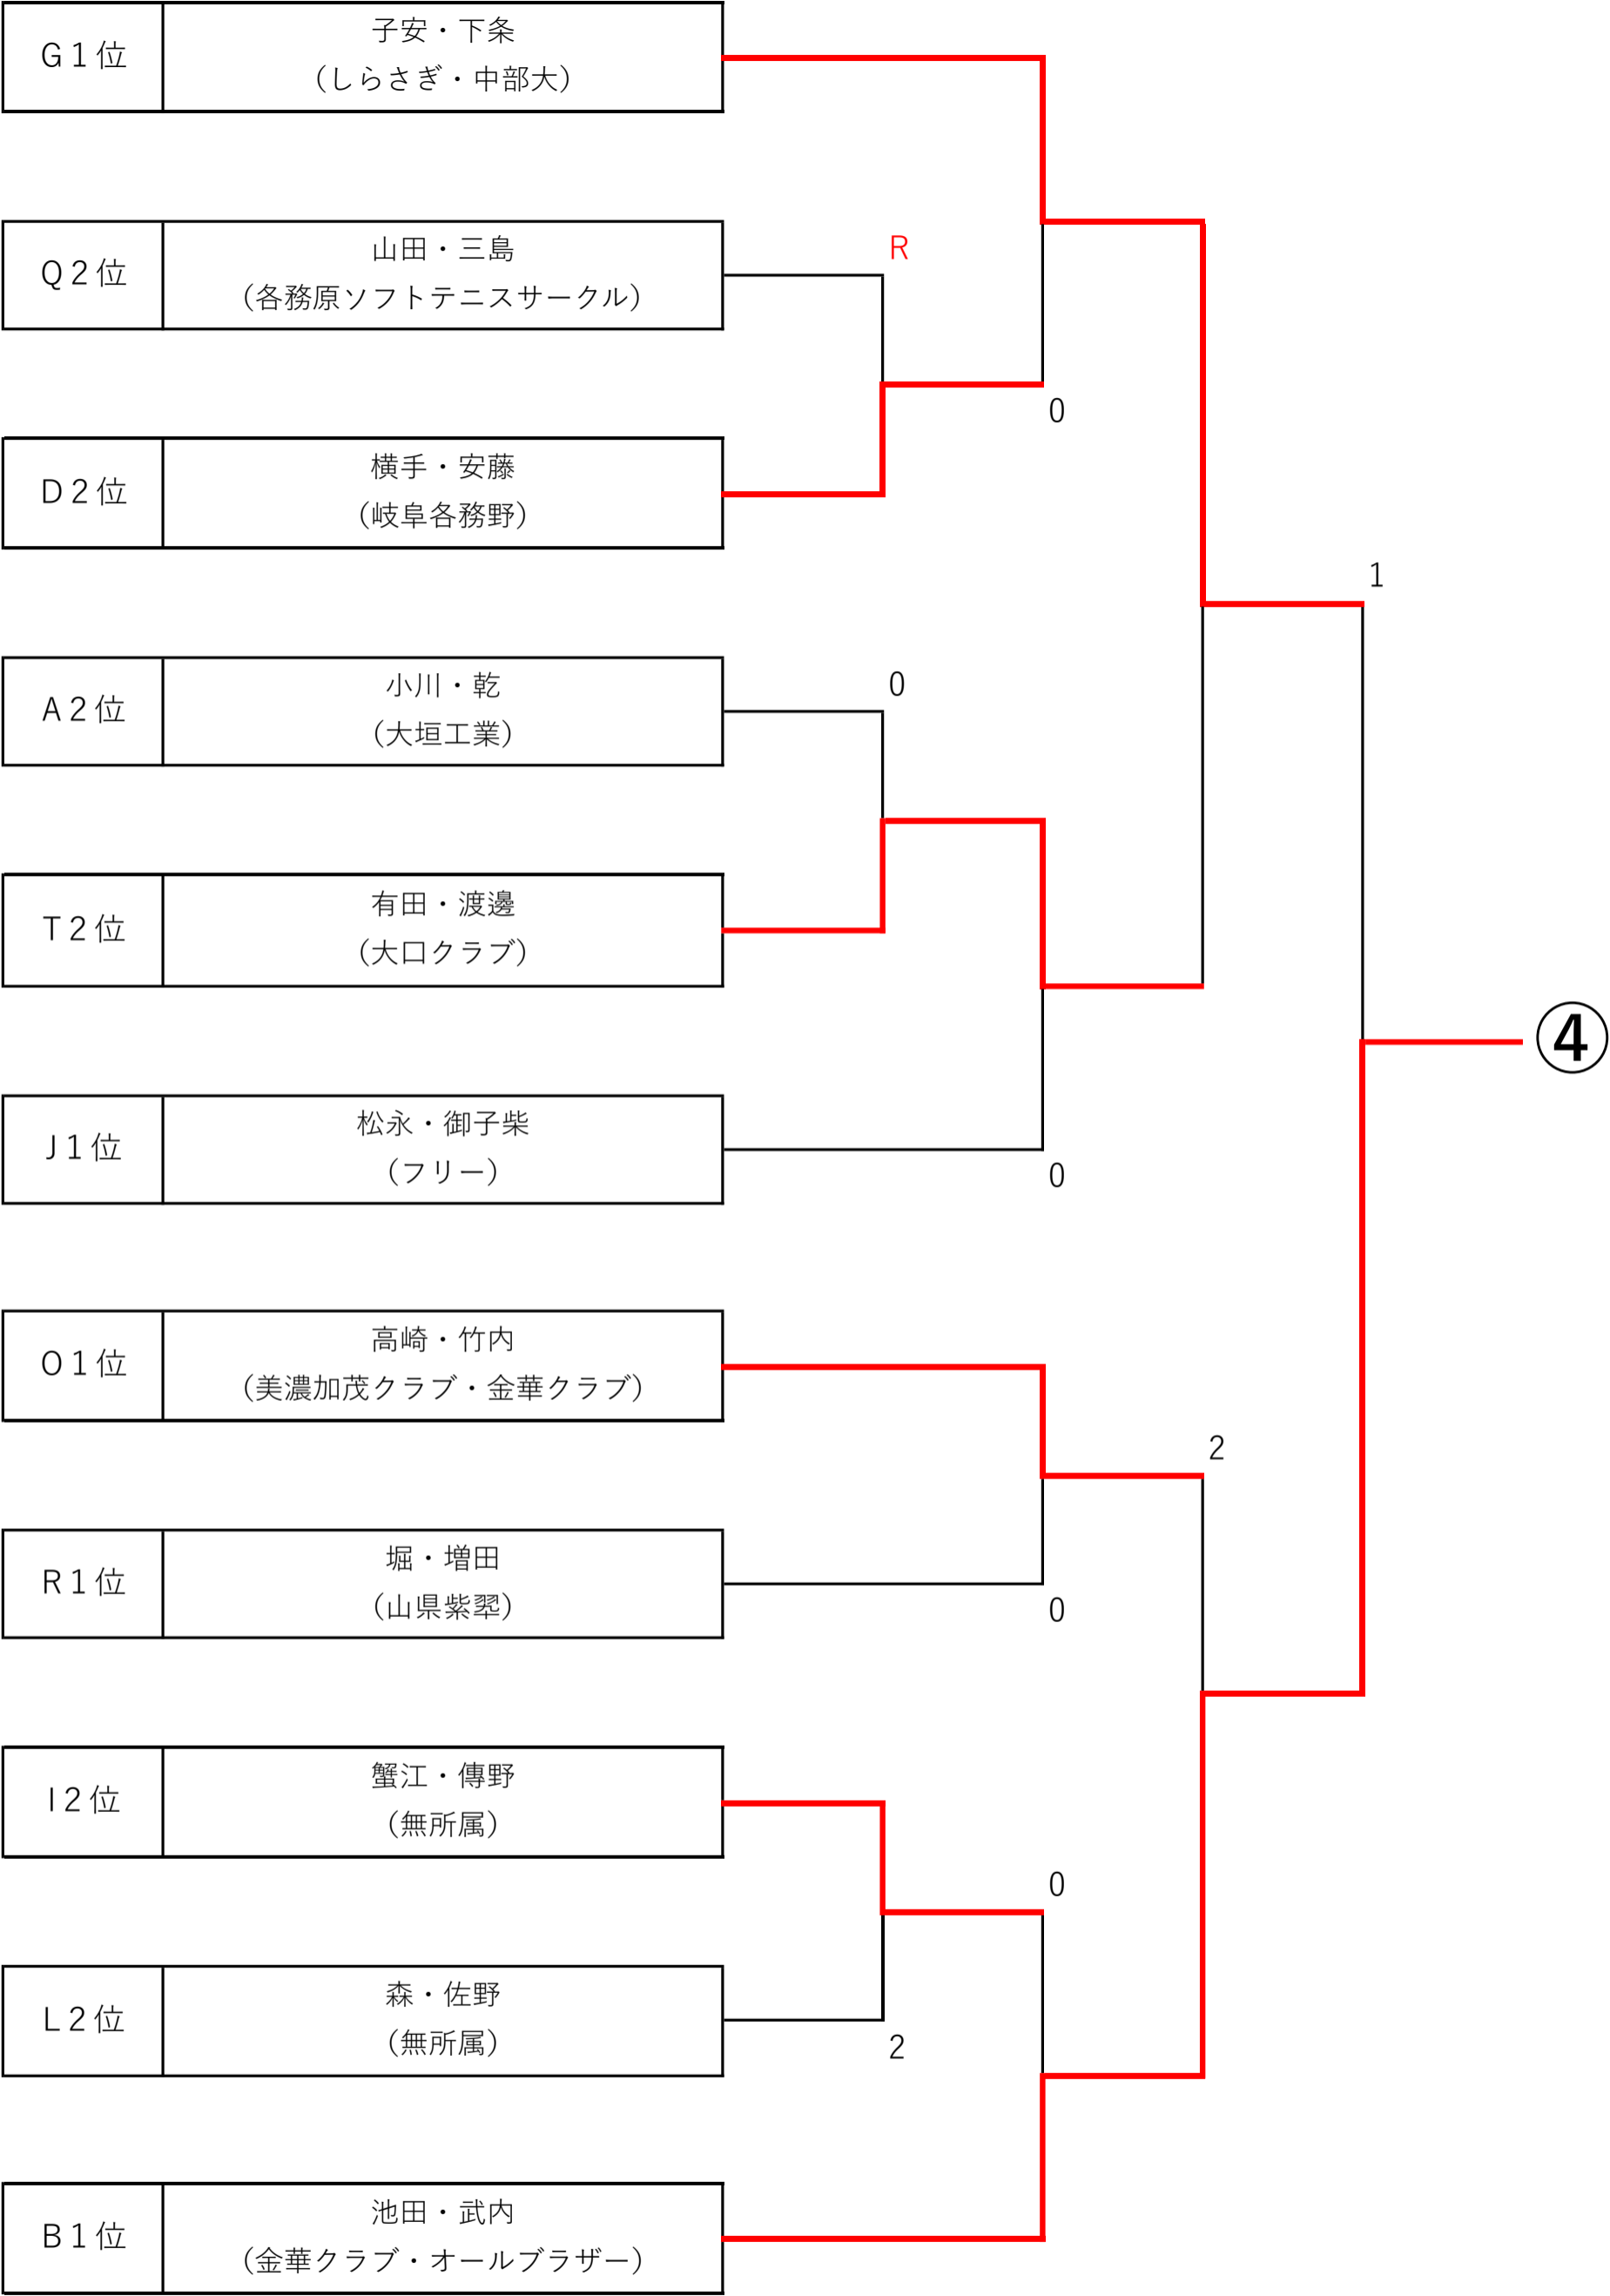 G1位
子安・下条
（しらさぎ・中部大）
Q2位
山田・三島
（各務原ソフトテニスサークル）
R
D2位
横手・安藤
（岐阜各務野）
0
1
A2位
小川・乾
（大垣工業）
0
T2位
有田・渡邊
（大口クラブ）
④
J1位
松永・御子柴
（フリー）
0
O1位
高崎・竹内
（美濃加茂クラブ・金華クラブ）
2
R1位
堀・増田
（山県紫翆）
0
I2位
蟹江・傳野
（無所属）
0
L2位
森・佐野
（無所属）
2
B1位
池田・武内
（金華クラブ・オールブラザー）